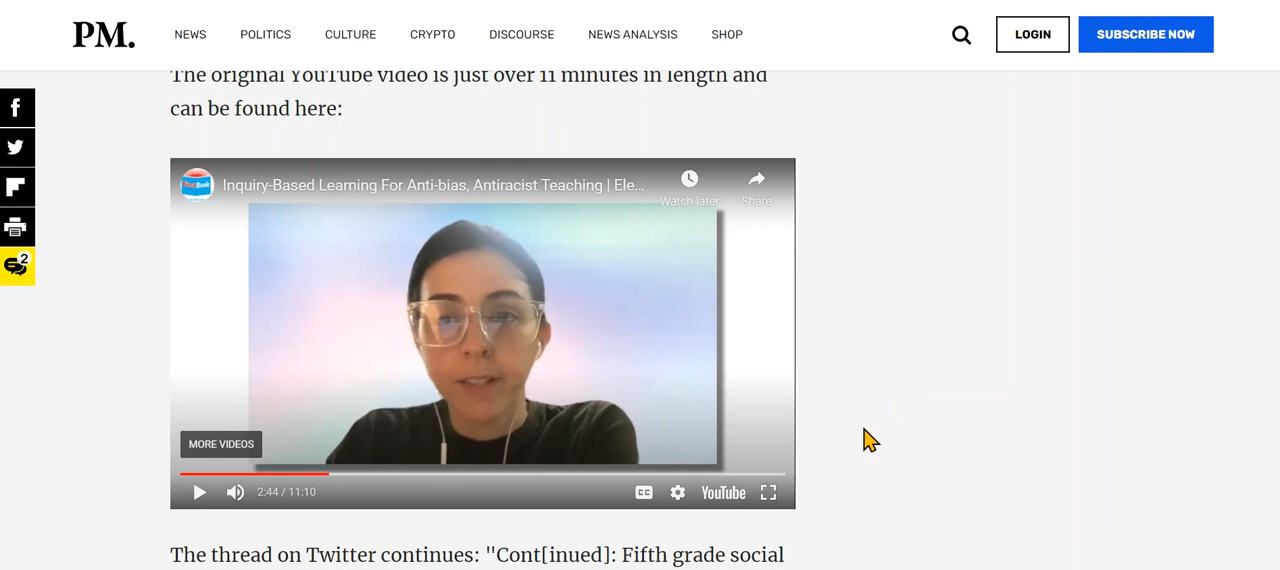 PM.
NEWS
POLITICS
CULTURE
CRYPTO
DISCOURSE
NEWS ANALYSIS
SHOP
LOGIN
SUBSCRIBE NOW
The original YouTube video is just over 11 minutes in length and
can be found here:
2
Inquiry-Based Learning For Anti-bias, Antiracist Teaching | Ele...
Watch later
Share
MORE VIDEOS
2:44 / 11:10
CC
YouTube
The thread on Twitter continues: "Cont[inued]: Fifth grade social